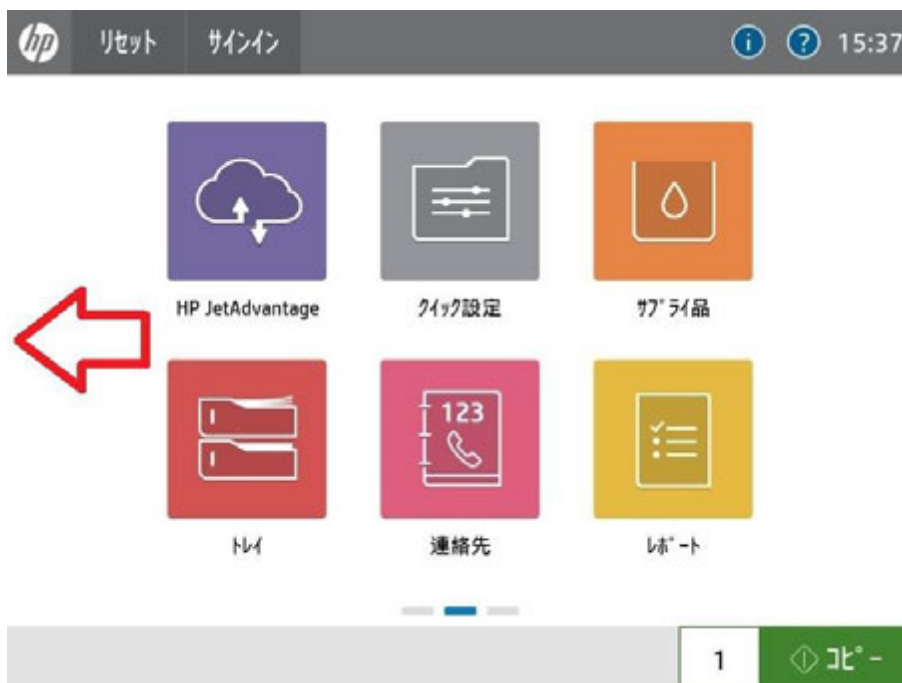 hp リセット サインイン i ? 15:37
HP JetAdvantage クイック設定 サプライ品
123
トレイ 連絡先 レポート
1 コピー